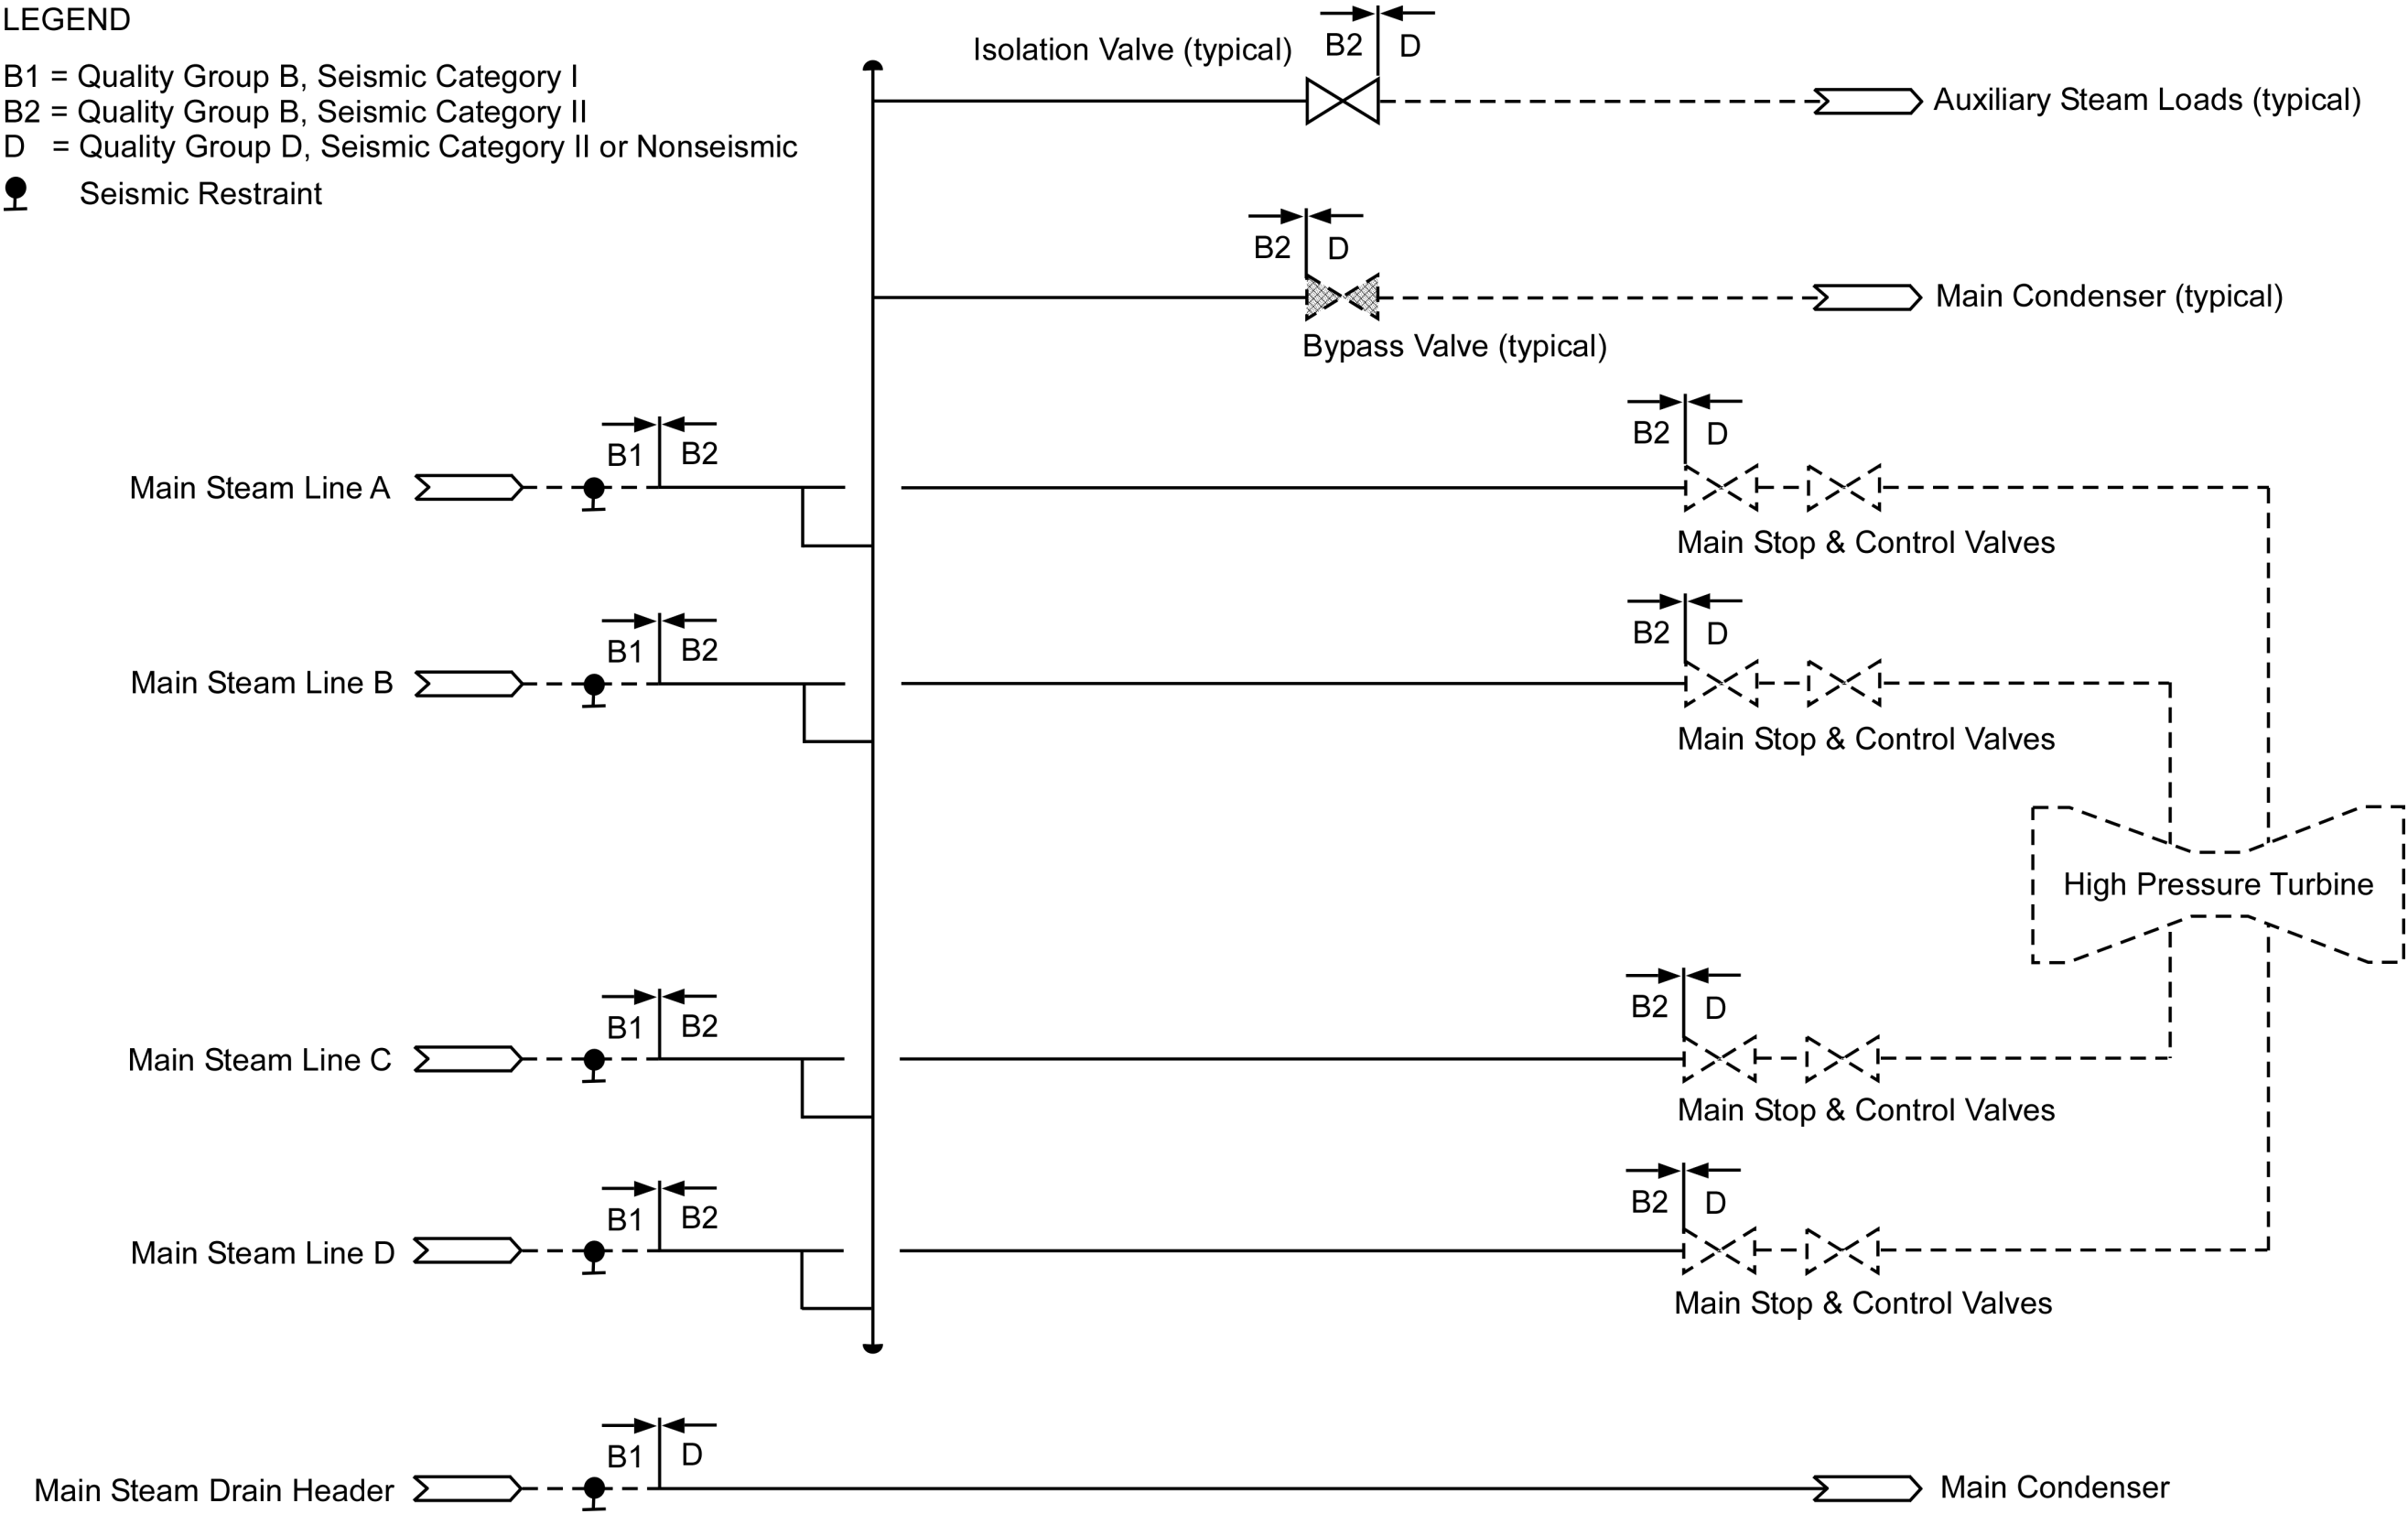 LEGEND
B1 = Quality Group B, Seismic Category I
B2 = Quality Group B, Seismic Category II
D = Quality Group D, Seismic Category II or Nonseismic
Seismic Restraint
Isolation Valve (typical)
B2 D
Auxiliary Steam Loads (typical)
B2 D
Main Condenser (typical)
Bypass Valve (typical)
B1 B2
B2 D
Main Steam Line A
Main Stop & Control Valves
B1 B2
B2 D
Main Steam Line B
Main Stop & Control Valves
High Pressure Turbine
B1 B2
B2 D
Main Steam Line C
Main Stop & Control Valves
B1 B2
B2 D
Main Steam Line D
Main Stop & Control Valves
B1 D
Main Steam Drain Header
Main Condenser